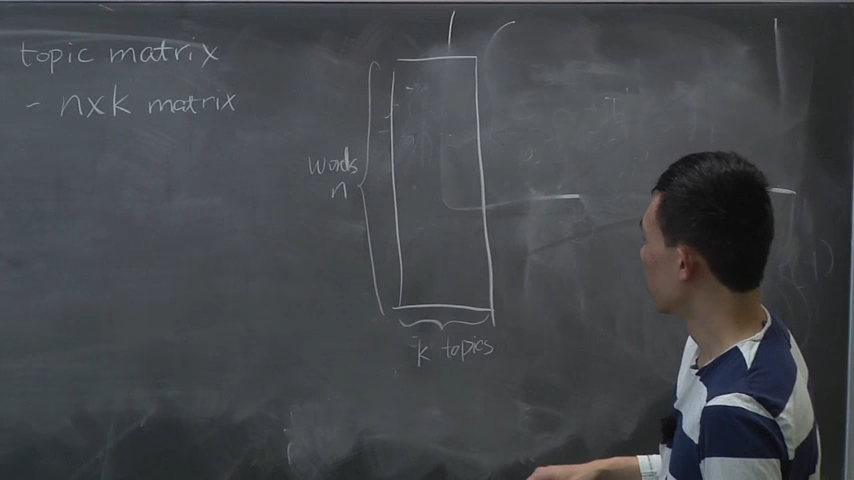 topic matrix
- nxk matrix
words
n
k topics